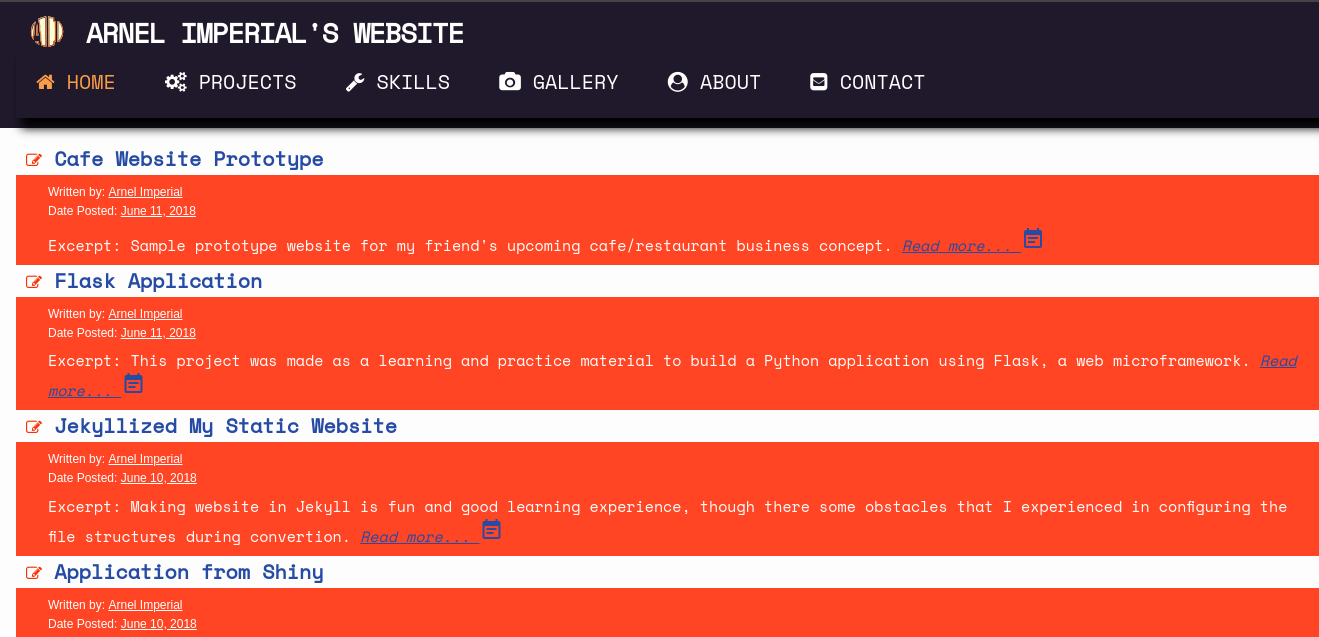 ARNEL IMPERIAL'S WEBSITE
HOME PROJECTS SKILLS GALLERY ABOUT CONTACT
Cafe Website Prototype
Written by: Arnel Imperial
Date Posted: June 11, 2018
Excerpt: Sample prototype website for my friend's upcoming cafe/restaurant business concept. Read more...
Flask Application
Written by: Arnel Imperial
Date Posted: June 11, 2018
Excerpt: This project was made as a learning and practice material to build a Python application using Flask, a web microframework. Read
more...
Jekyllized My Static Website
Written by: Arnel Imperial
Date Posted: June 10, 2018
Excerpt: Making website in Jekyll is fun and good learning experience, though there some obstacles that I experienced in configuring the
file structures during convertion. Read more...
Application from Shiny
Written by: Arnel Imperial
Date Posted: June 10, 2018